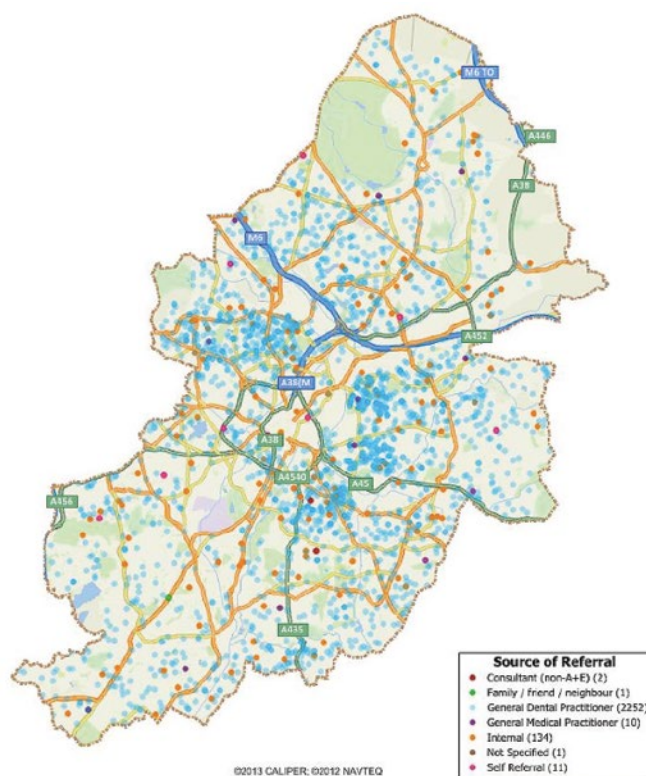 M6 TO
A446
A38
M6
A452
A38(M
A38
A4540
A45
A456
A435
Source of Referral
Consultant (non-A+E) (2)
Family / friend / neighbour (1)
General Dental Practitioner (2252)
General Medical Practitioner (10)
Internal (134)
Not Specified (1)
Self Referral (11)
©2013 CALIPER; ©2012 NAVTEQ